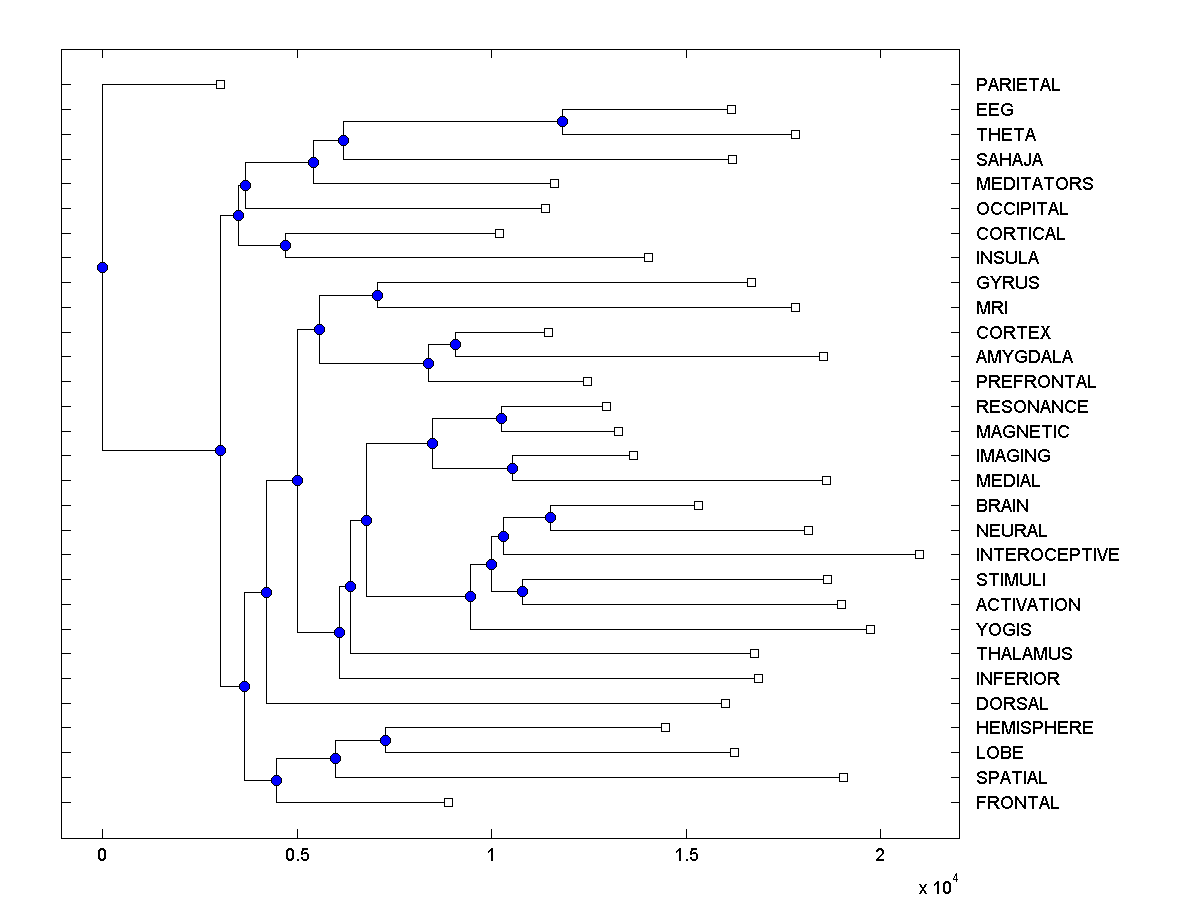 PARIETAL
EEG
THETA
SAHAJA
MEDITATORS
OCCIPITAL
CORTICAL
INSULA
GYRUS
MRI
CORTEX
AMYGDALA
PREFRONTAL
RESONANCE
MAGNETIC
IMAGING
MEDIAL
BRAIN
NEURAL
INTEROCEPTIVE
STIMULI
ACTIVATION
YOGIS
THALAMUS
INFERIOR
DORSAL
HEMISPHERE
LOBE
SPATIAL
FRONTAL
0 0.5 1 1.5 2
x 10^4